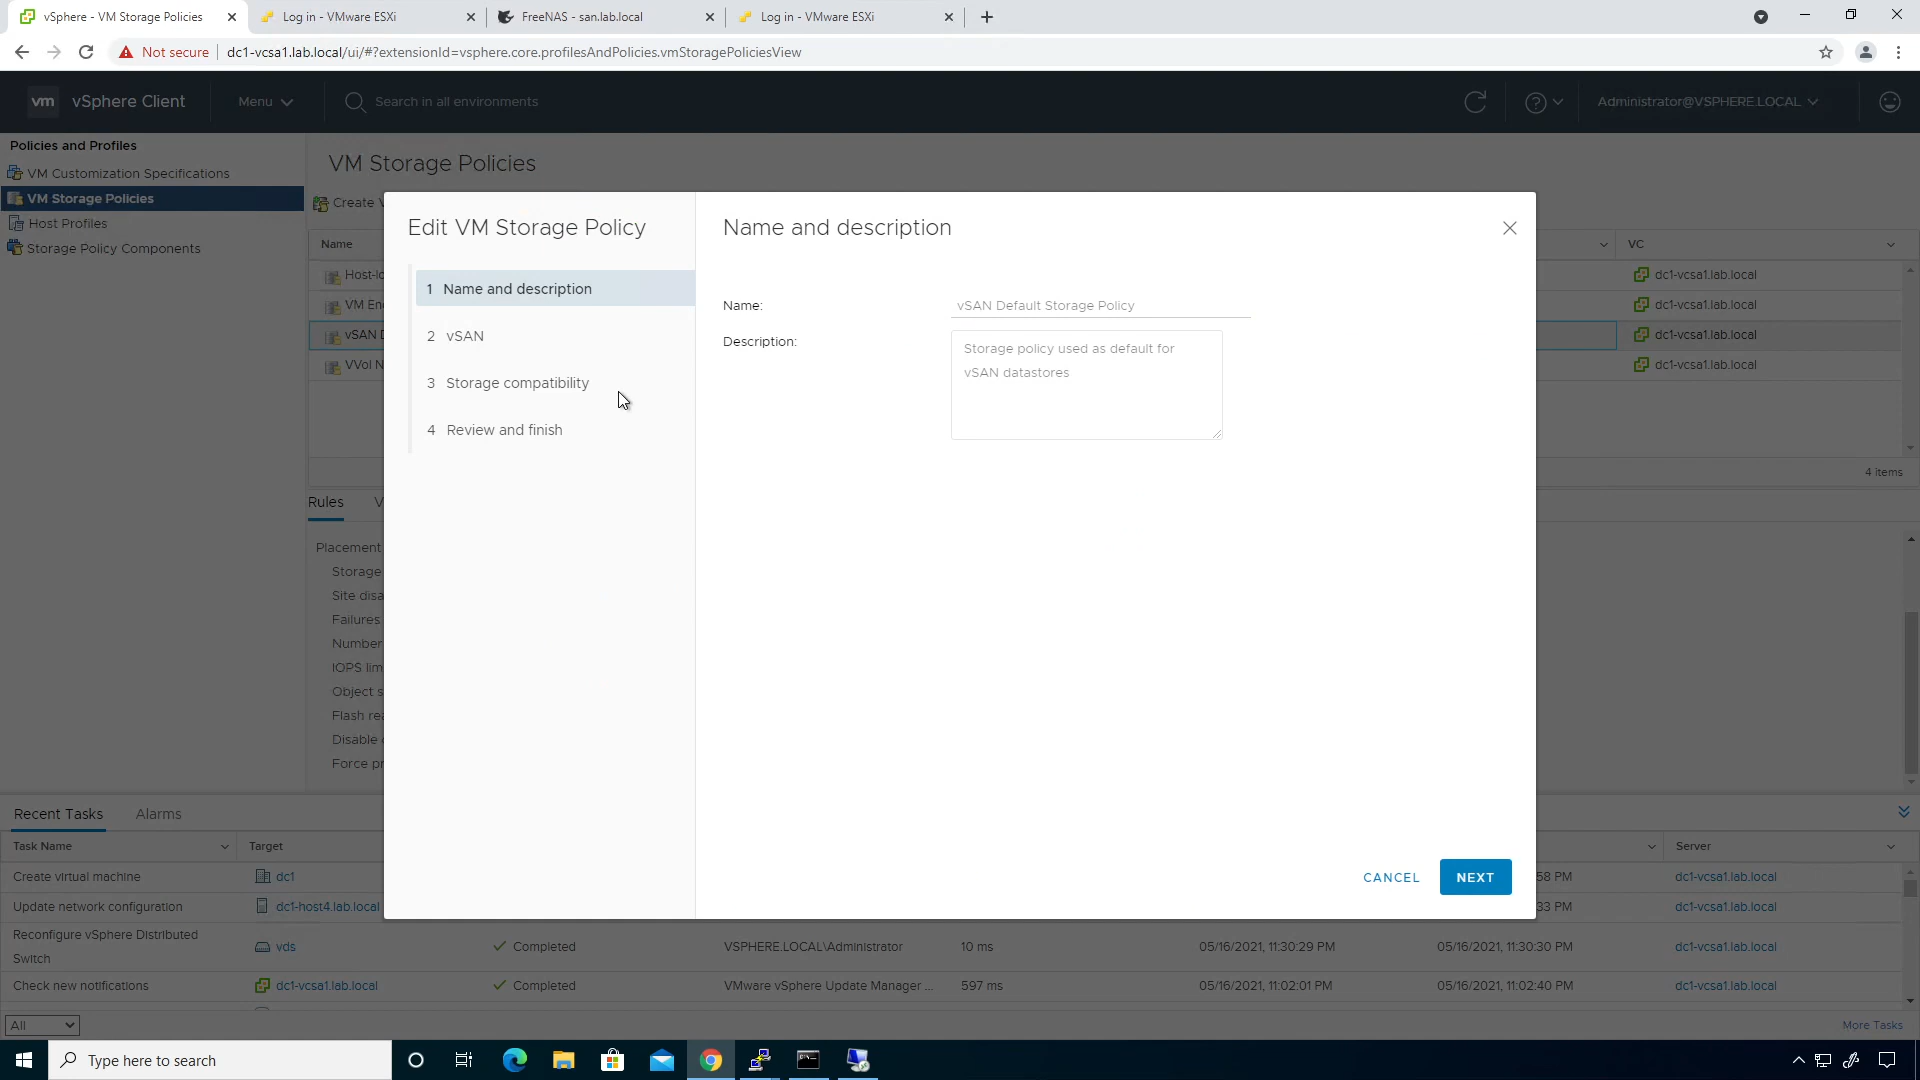 vSphere - VM Storage Policies
Log in - VMware ESXi
FreeNAS - san.lab.local
Log in - VMware ESXi
Not secure
dc1-vcsa1.lab.local/ui/#?extensionId=vsphere.core.profilesAndPolicies.vmStoragePoliciesView
vm
vSphere Client
Menu
Search in all environments
Administrator@VSPHERE.LOCAL
Policies and Profiles
VM Customization Specifications
VM Storage Policies
Host Profiles
Storage Policy Components
VM Storage Policies
Create V
Name
VC
Host-lo
dc1-vcsa1.lab.local
VM En
dc1-vcsa1.lab.local
vSAN D
dc1-vcsa1.lab.local
VVol N
dc1-vcsa1.lab.local
4 items
Rules
V
Placement
Storage
Site disa
Failures
Number
IOPS lim
Object s
Flash rea
Disable
Force pr
Edit VM Storage Policy
1 Name and description
2 vSAN
3 Storage compatibility
4 Review and finish
Name and description
Name:
vSAN Default Storage Policy
Description:
Storage policy used as default for
vSAN datastores
CANCEL
NEXT
Recent Tasks
Alarms
Task Name
Target
Server
Create virtual machine
dc1
58 PM
dc1-vcsa1.lab.local
Update network configuration
dc1-host4.lab.local
33 PM
dc1-vcsa1.lab.local
Reconfigure vSphere Distributed
Switch
vds
Completed
VSPHERE.LOCAL\Administrator
10 ms
05/16/2021, 11:30:29 PM
05/16/2021, 11:30:30 PM
dc1-vcsa1.lab.local
Check new notifications
dc1-vcsa1.lab.local
Completed
VMware vSphere Update Manager ...
597 ms
05/16/2021, 11:02:01 PM
05/16/2021, 11:02:40 PM
dc1-vcsa1.lab.local
All
More Tasks
Type here to search